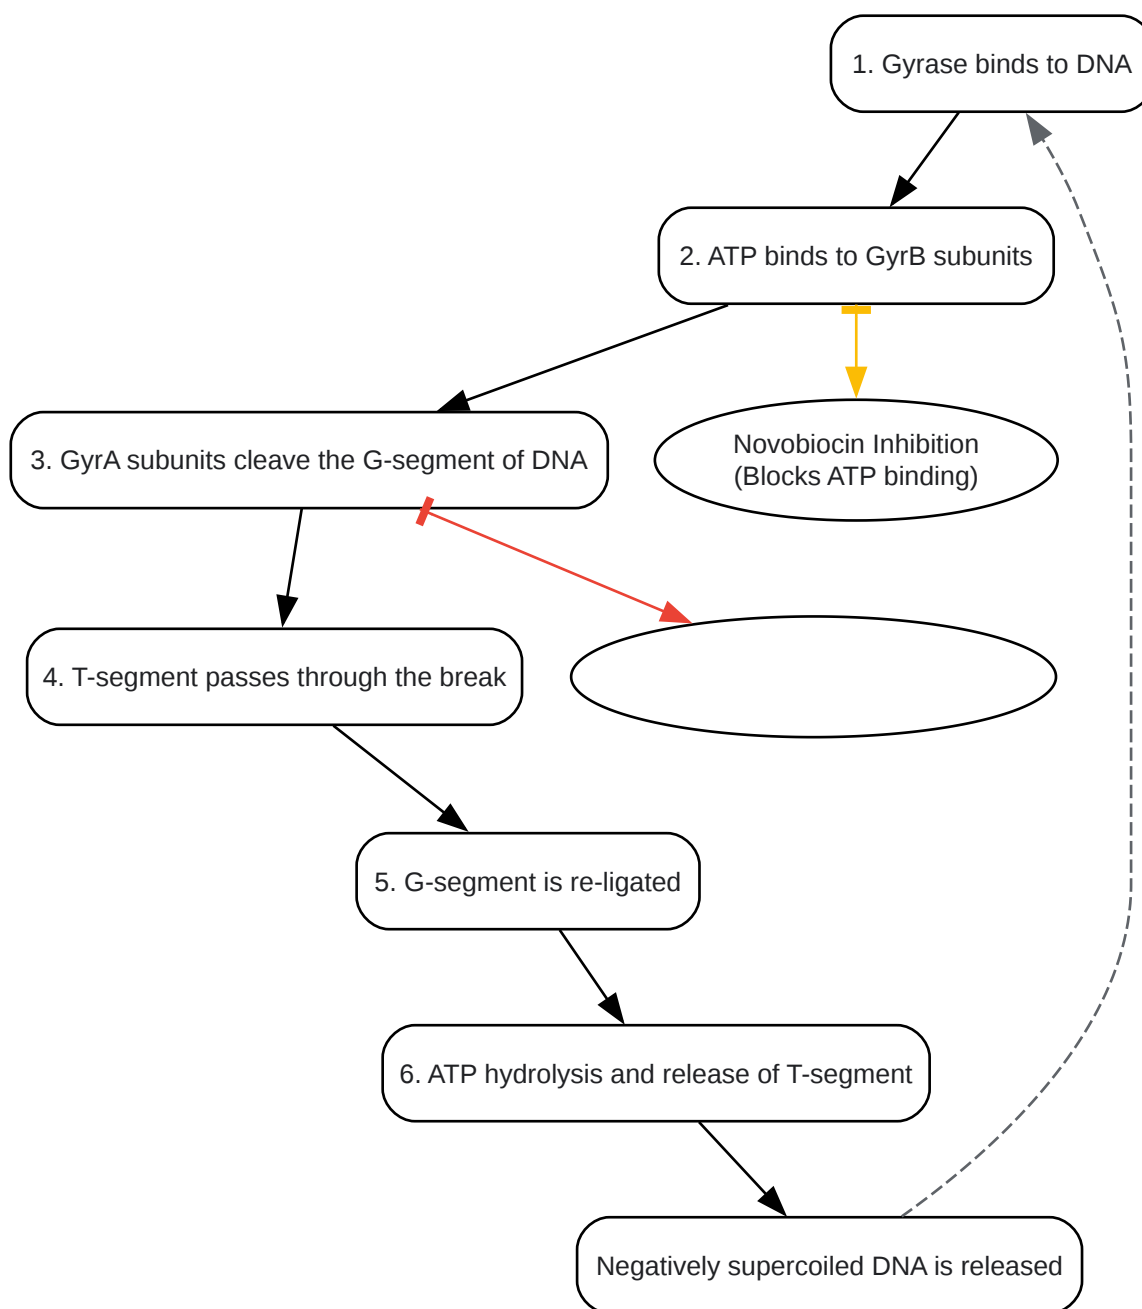 1. Gyrase binds to DNA
2. ATP binds to GyrB subunits
Novobiocin Inhibition
(Blocks ATP binding)
3. GyrA subunits cleave the G-segment of DNA
4. T-segment passes through the break
5. G-segment is re-ligated
6. ATP hydrolysis and release of T-segment
Negatively supercoiled DNA is released